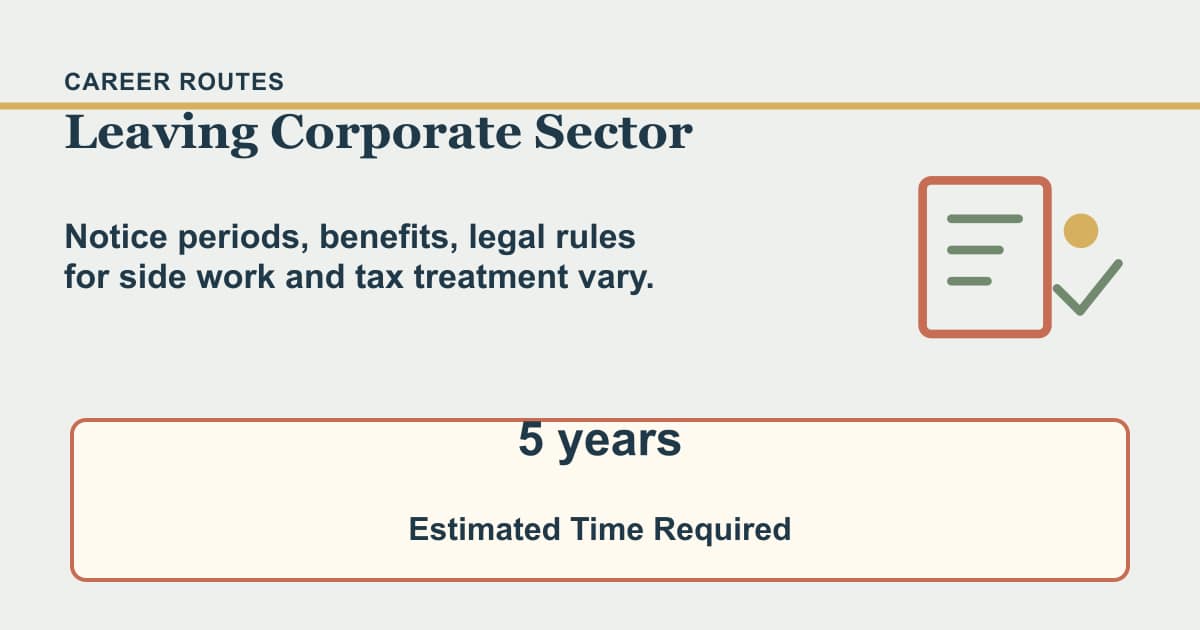 CAREER ROUTES
Leaving Corporate Sector
Notice periods, benefits, legal rules
for side work and tax treatment vary.
5 years
Estimated Time Required